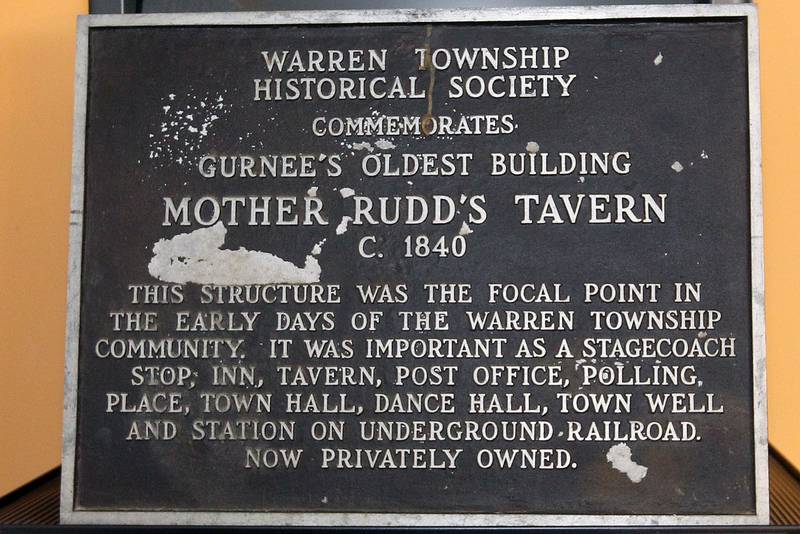 WARREN TOWNSHIP
HISTORICAL SOCIETY
COMMEMORATES
GURNEE'S OLDEST BUILDING
MOTHER RUDD'S TAVERN
C. 1840
THIS STRUCTURE WAS THE FOCAL POINT IN
THE EARLY DAYS OF THE WARREN TOWNSHIP
COMMUNITY. IT WAS IMPORTANT AS A STAGECOACH
STOP, INN, TAVERN, POST OFFICE, POLLING
PLACE, TOWN HALL, DANCE HALL, TOWN WELL
AND STATION ON UNDERGROUND RAILROAD.
NOW PRIVATELY OWNED.